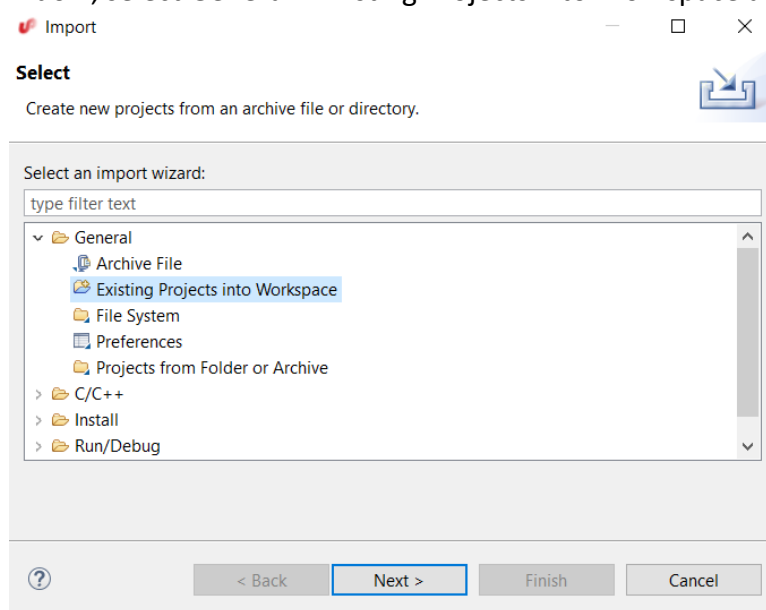 Import
Select
Create new projects from an archive file or directory.
Select an import wizard:
type filter text
General
Archive File
Existing Projects into Workspace
File System
Preferences
Projects from Folder or Archive
C/C++
Install
Run/Debug
< Back Next > Finish Cancel